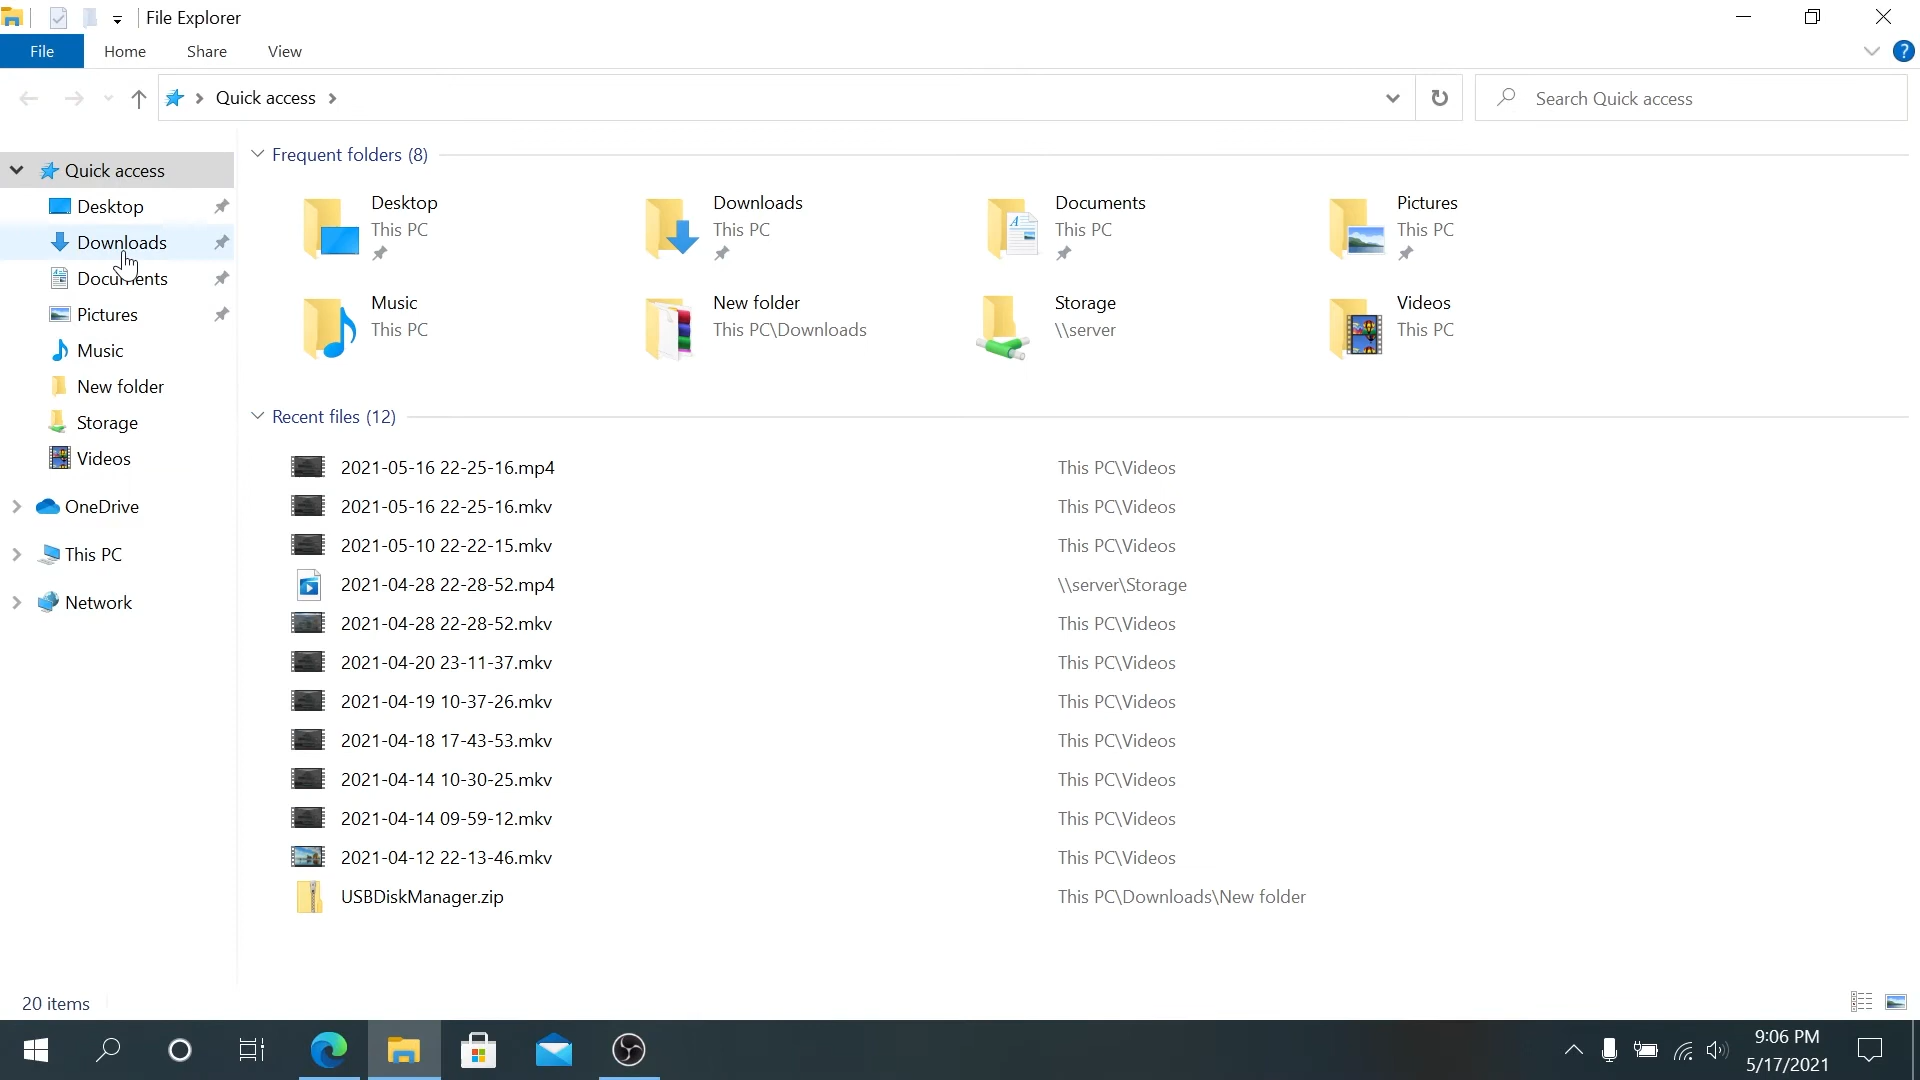 File Explorer
File Home Share View
Quick access
Search Quick access
Quick access
Desktop
Downloads
Documents
Pictures
Music
New folder
Storage
Videos
OneDrive
This PC
Network
Frequent folders (8)
Desktop
This PC
Downloads
This PC
Documents
This PC
Pictures
This PC
Music
This PC
New folder
This PC\Downloads
Storage
\\server
Videos
This PC
Recent files (12)
2021-05-16 22-25-16.mp4 This PC\Videos
2021-05-16 22-25-16.mkv This PC\Videos
2021-05-10 22-22-15.mkv This PC\Videos
2021-04-28 22-28-52.mp4 \\server\Storage
2021-04-28 22-28-52.mkv This PC\Videos
2021-04-20 23-11-37.mkv This PC\Videos
2021-04-19 10-37-26.mkv This PC\Videos
2021-04-18 17-43-53.mkv This PC\Videos
2021-04-14 10-30-25.mkv This PC\Videos
2021-04-14 09-59-12.mkv This PC\Videos
2021-04-12 22-13-46.mkv This PC\Videos
USBDiskManager.zip This PC\Downloads\New folder
20 items
9:06 PM
5/17/2021